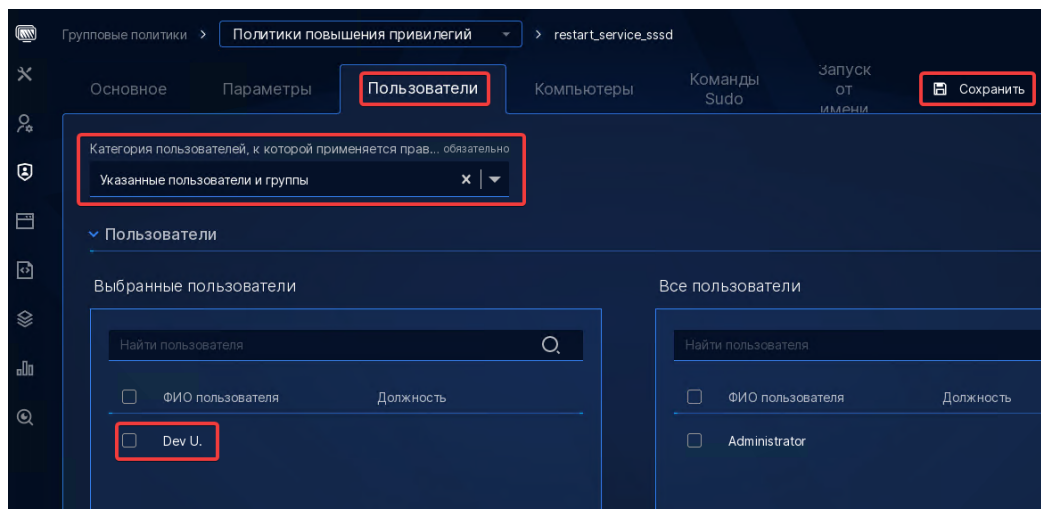 Групповые политики > Политики повышения привилегий > restart_service_sssd
Основное Параметры Пользователи Компьютеры Команды Sudo Запуск от имени Сохранить
Категория пользователей, к которой применяется прав... обязательно
Указанные пользователи и группы
Пользователи
Выбранные пользователи Все пользователи
Найти пользователя Найти пользователя
ФИО пользователя Должность ФИО пользователя Должность
Dev U. Administrator